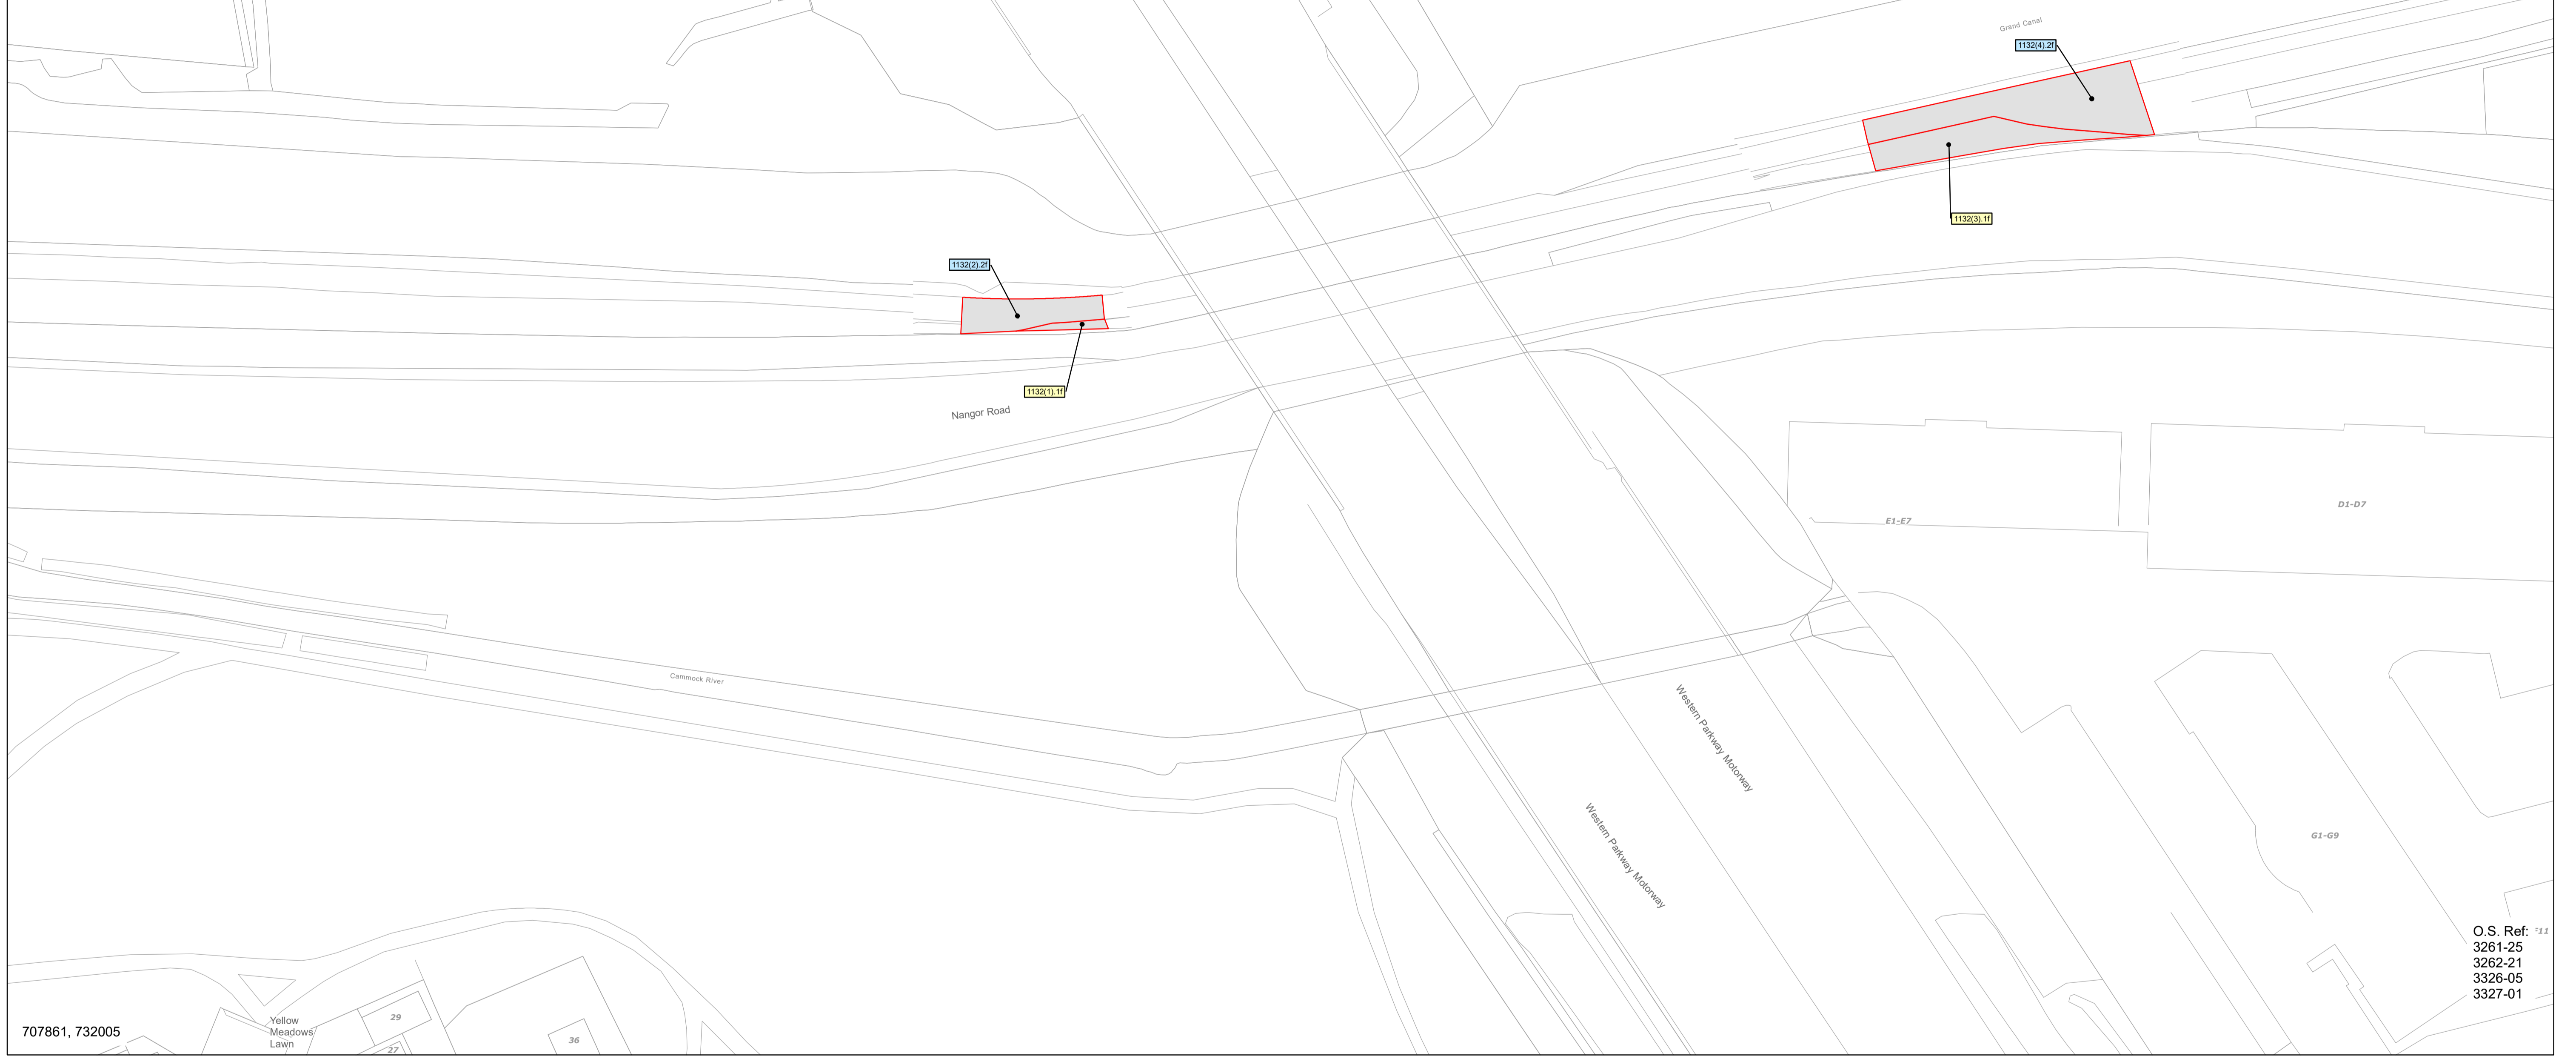 Grand Canal
1132(4).2f
1132(3).1f
1132(2).2f
1132(1).1f
Nangor Road
D1-D7
E1-E7
Cammock River
Western Parkway Motorway
Western Parkway Motorway
G1-G9
O.S. Ref:
3261-25
3262-21
3326-05
3327-01
29
Yellow
Meadows
Lawn
707861, 732005
36
27